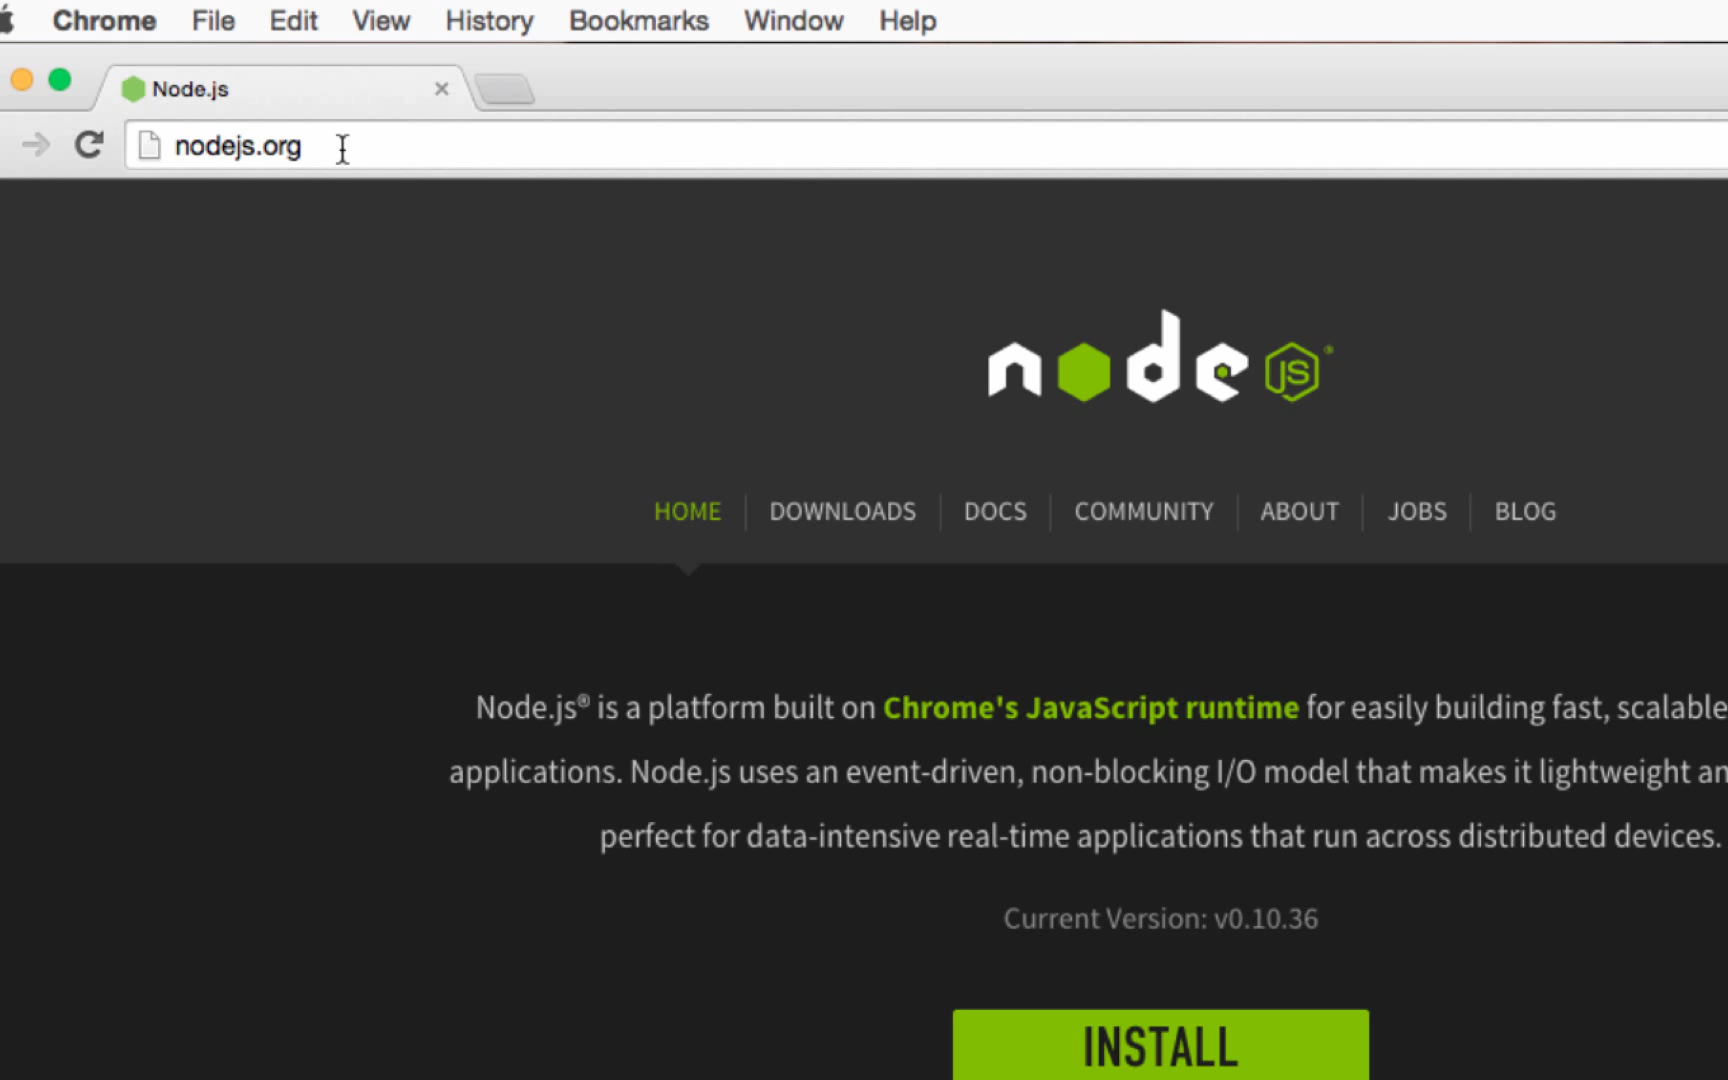 Chrome File Edit View History Bookmarks Window Help
Node.js
nodejs.org
node JS ®
HOME DOWNLOADS DOCS COMMUNITY ABOUT JOBS BLOG
Node.js® is a platform built on Chrome's JavaScript runtime for easily building fast, scalable
applications. Node.js uses an event-driven, non-blocking I/O model that makes it lightweight
perfect for data-intensive real-time applications that run across distributed devices.
Current Version: v0.10.36
INSTALL